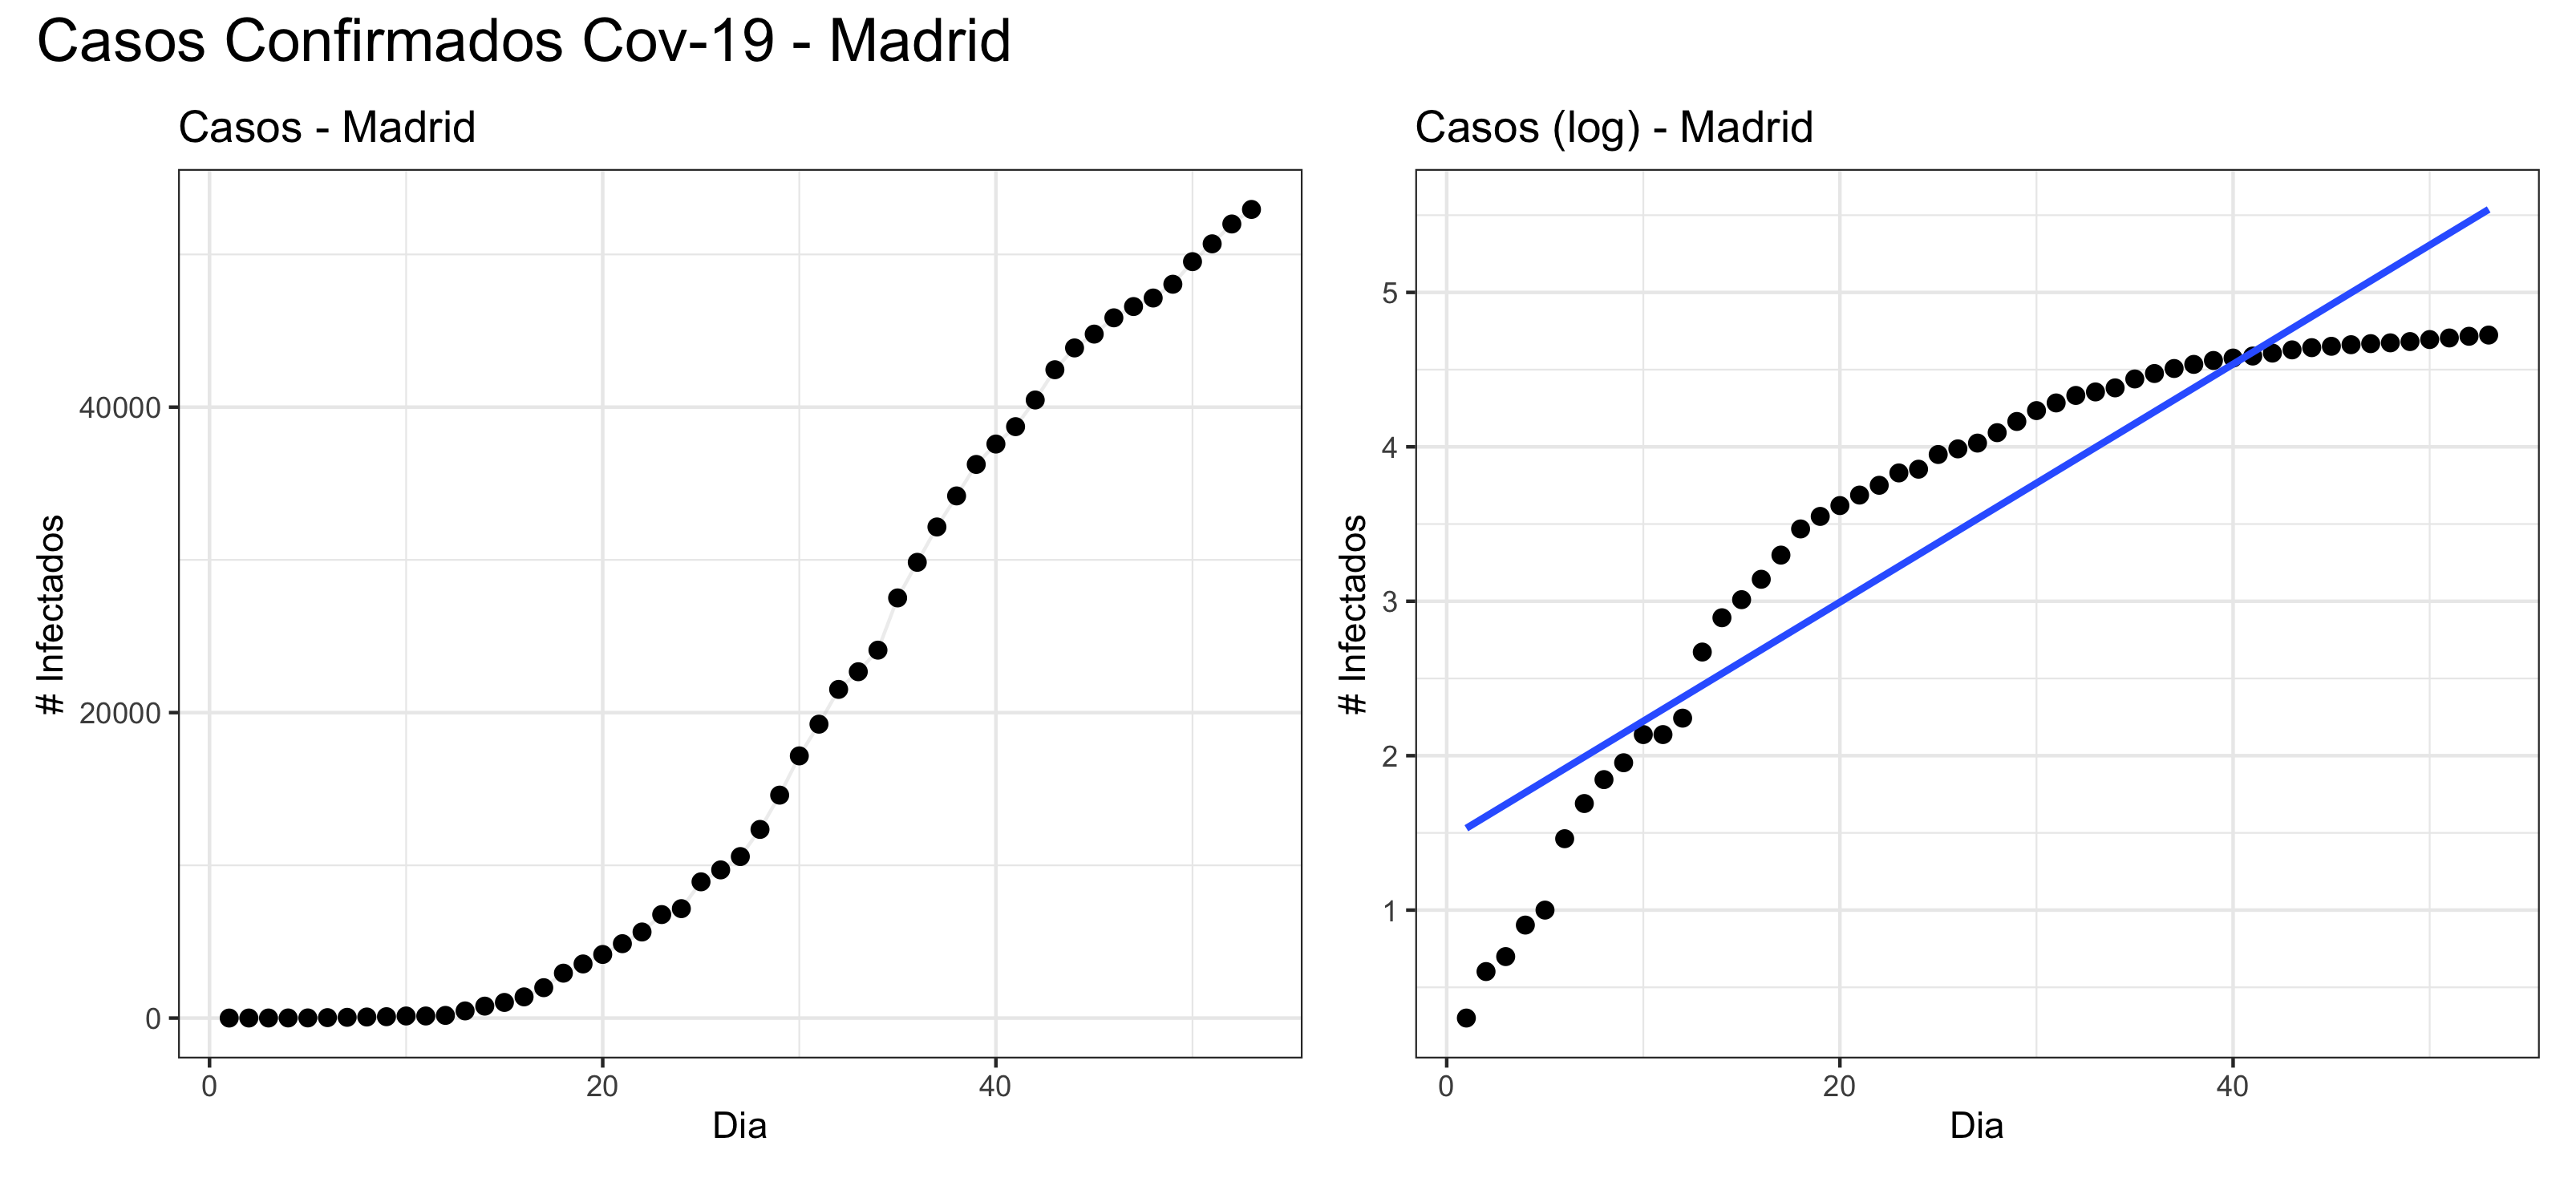 Casos Confirmados Cov-19 - Madrid
Casos - Madrid
# Infectados
40000
20000
0
0 20 40
Dia
Casos (log) - Madrid
# Infectados
5
4
3
2
1
0 20 40
Dia